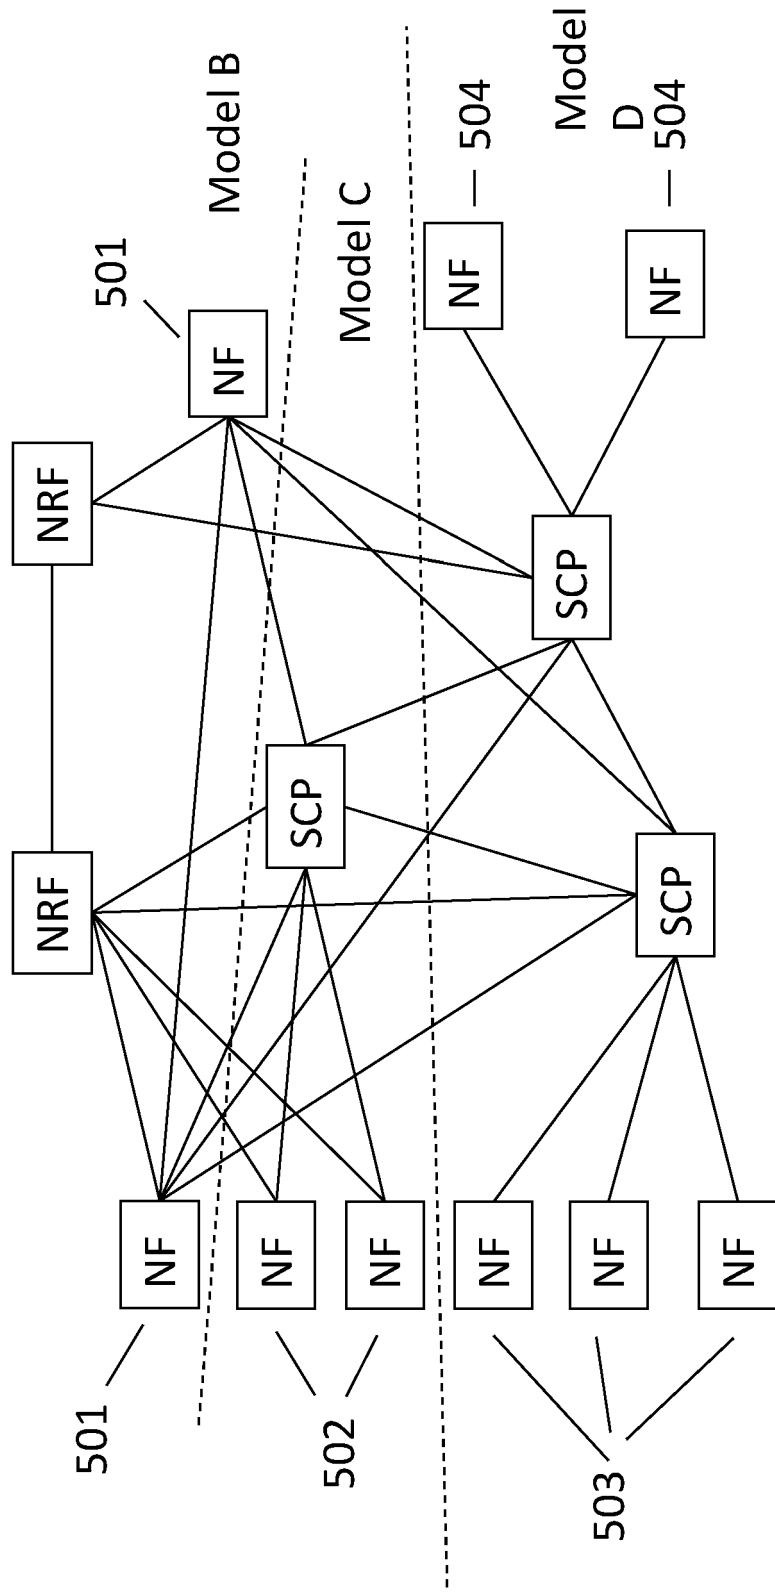 NRF
NRF
501
501
NF
NF
Model B
NF
SCP
502
Model C
NF
NF
504
NF
SCP
Model
D
503
NF
NF
504
SCP
NF